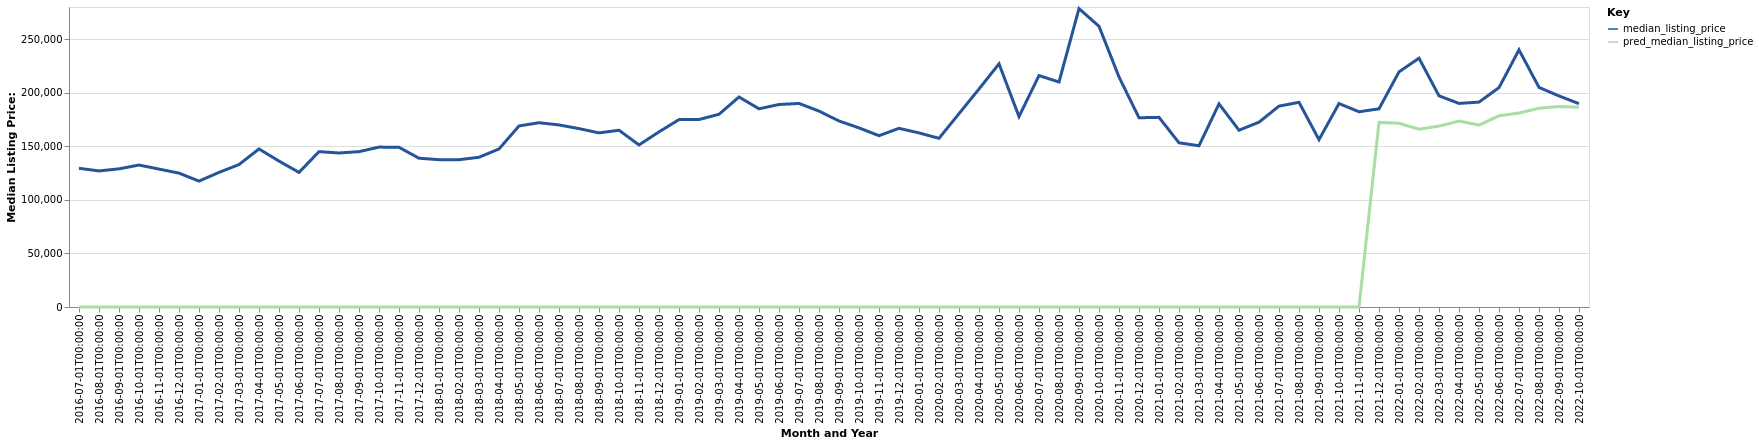 Median Listing Price:
250,000
200,000
150,000
100,000
50,000
0
2016-07-01T00:00:00
2016-08-01T00:00:00
2016-09-01T00:00:00
2016-10-01T00:00:00
2016-11-01T00:00:00
2016-12-01T00:00:00
2017-01-01T00:00:00
2017-02-01T00:00:00
2017-03-01T00:00:00
2017-04-01T00:00:00
2017-05-01T00:00:00
2017-06-01T00:00:00
2017-07-01T00:00:00
2017-08-01T00:00:00
2017-09-01T00:00:00
2017-10-01T00:00:00
2017-11-01T00:00:00
2017-12-01T00:00:00
2018-01-01T00:00:00
2018-02-01T00:00:00
2018-03-01T00:00:00
2018-04-01T00:00:00
2018-05-01T00:00:00
2018-06-01T00:00:00
2018-07-01T00:00:00
2018-08-01T00:00:00
2018-09-01T00:00:00
2018-10-01T00:00:00
2018-11-01T00:00:00
2018-12-01T00:00:00
2019-01-01T00:00:00
2019-02-01T00:00:00
2019-03-01T00:00:00
2019-04-01T00:00:00
2019-05-01T00:00:00
2019-06-01T00:00:00
2019-07-01T00:00:00
2019-08-01T00:00:00
2019-09-01T00:00:00
2019-10-01T00:00:00
2019-11-01T00:00:00
2019-12-01T00:00:00
2020-01-01T00:00:00
2020-02-01T00:00:00
2020-03-01T00:00:00
2020-04-01T00:00:00
2020-05-01T00:00:00
2020-06-01T00:00:00
2020-07-01T00:00:00
2020-08-01T00:00:00
2020-09-01T00:00:00
2020-10-01T00:00:00
2020-11-01T00:00:00
2020-12-01T00:00:00
2021-01-01T00:00:00
2021-02-01T00:00:00
2021-03-01T00:00:00
2021-04-01T00:00:00
2021-05-01T00:00:00
2021-06-01T00:00:00
2021-07-01T00:00:00
2021-08-01T00:00:00
2021-09-01T00:00:00
2021-10-01T00:00:00
2021-11-01T00:00:00
2021-12-01T00:00:00
2022-01-01T00:00:00
2022-02-01T00:00:00
2022-03-01T00:00:00
2022-04-01T00:00:00
2022-05-01T00:00:00
2022-06-01T00:00:00
2022-07-01T00:00:00
2022-08-01T00:00:00
2022-09-01T00:00:00
2022-10-01T00:00:00
Month and Year
Key
median_listing_price
pred_median_listing_price